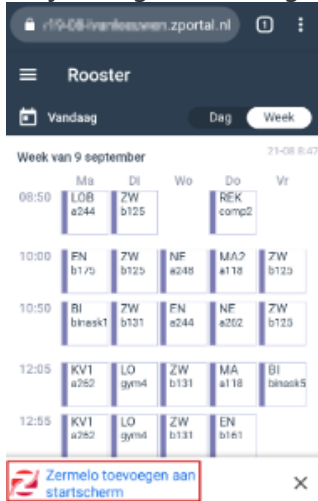 .zportal.nl
1
Rooster
Vandaag
Dag Week
Week van 9 september
21-08 8:47
Ma DI Wo Do Vr
08:50 LOB ZW REK
a244 b125 comp2
10:00 EN ZW NE MA2 ZW
b175 b125 a248 a118 b125
10:50 BI ZW EN NE ZW
binask1 b131 a244 a262 b125
12:05 KV1 LO ZW MA BI
a262 gym4 b131 a118 binask5
12:55 KV1 LO ZW EN
a262 gym4 b131 b161
Zermelo toevoegen aan
startscherm